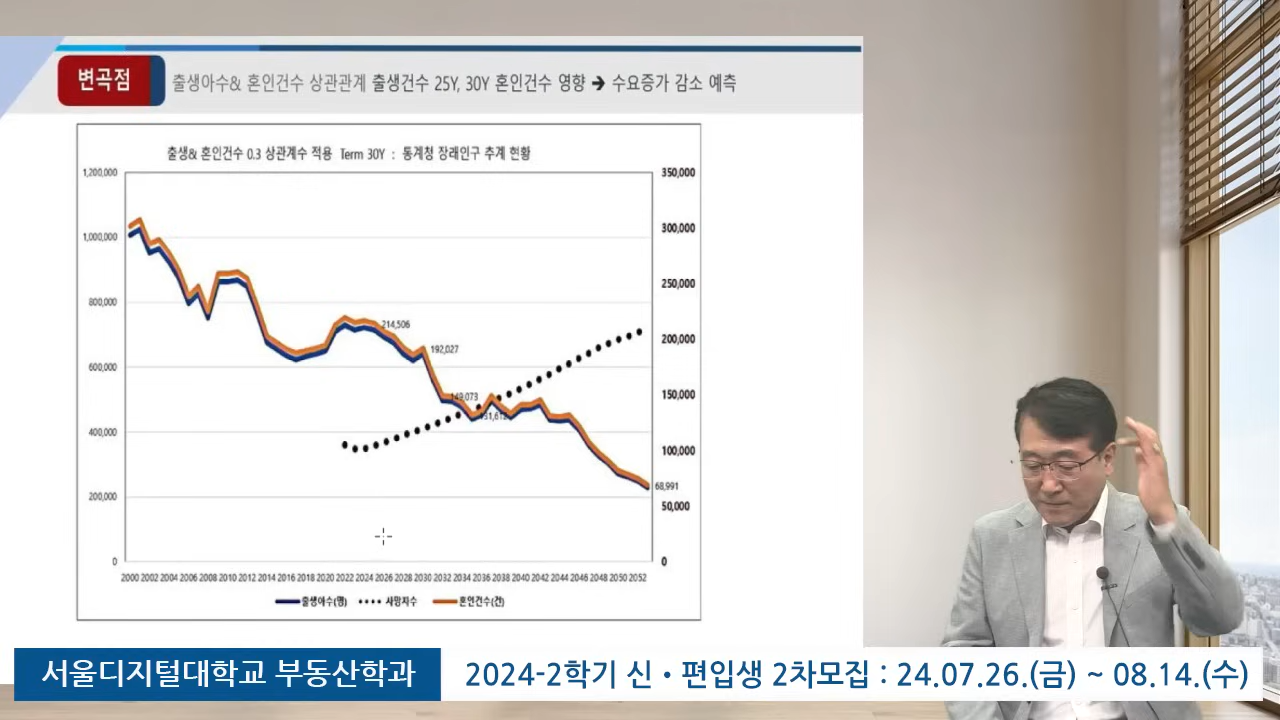 변곡점
출생아수& 혼인건수 상관관계 출생건수 25Y, 30Y 혼인건수 영향 → 수요증가 감소 예측
출생& 혼인건수 0.3 상관계수 적용 Term 30Y : 통계청 장래인구 추계 현황
1,200,000
1,000,000
800,000
600,000
400,000
200,000
0
350,000
300,000
250,000
200,000
150,000
100,000
50,000
0
214,506
192,027
149,073
131,612
68,991
2000 2002 2004 2006 2008 2010 2012 2014 2016 2018 2020 2022 2024 2026 2028 2030 2032 2034 2036 2038 2040 2042 2044 2046 2048 2050 2052
출생아수(명) 사망자수 혼인건수(건)
서울디지털대학교 부동산학과
2024-2학기 신・편입생 2차모집 : 24.07.26.(금) ~ 08.14.(수)